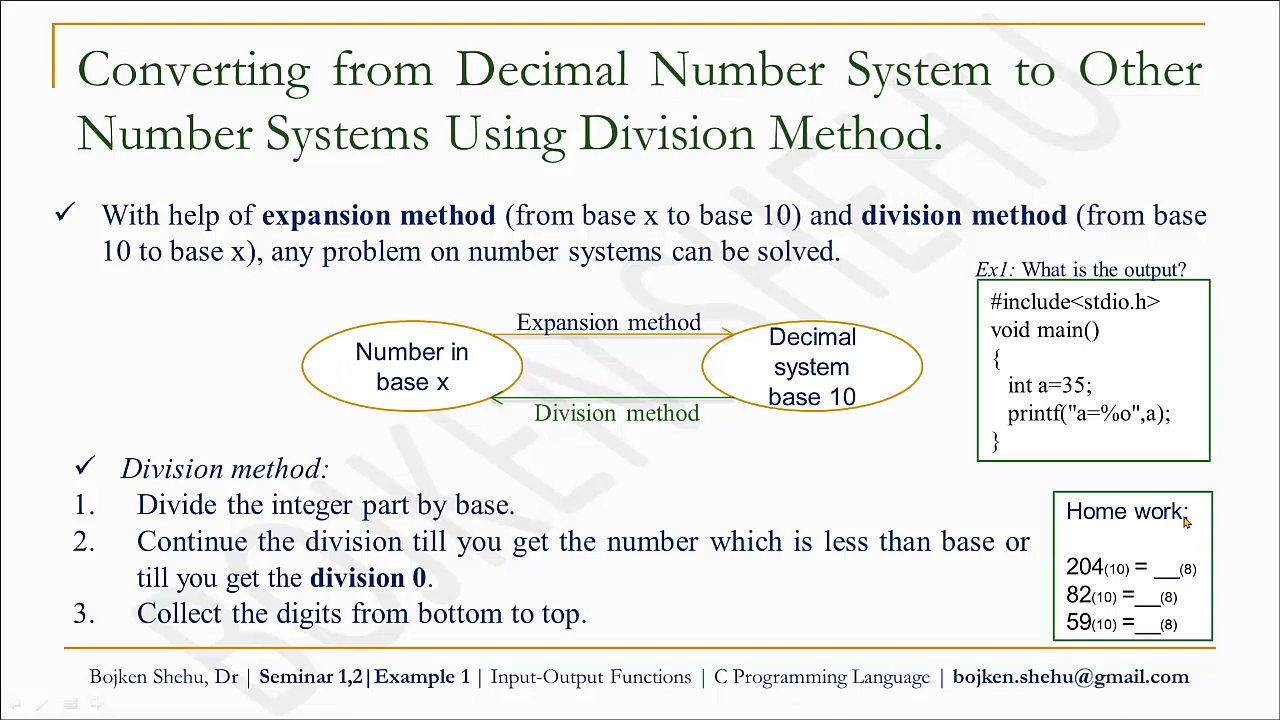 Converting from Decimal Number System to Other
Number Systems Using Division Method.
✓ With help of expansion method (from base x to base 10) and division method (from base
10 to base x), any problem on number systems can be solved.
Ex1: What is the output?
#include<stdio.h>
void main()
{
int a=35;
printf("a=%o",a);
}
Expansion method
Number in
base x
Decimal
system
base 10
Division method
✓ Division method:
1. Divide the integer part by base.
2. Continue the division till you get the number which is less than base or
till you get the division 0.
3. Collect the digits from bottom to top.
Home work:
204(10) = __(8)
82(10) =__(8)
59(10) =__(8)
Bojken Shehu, Dr | Seminar 1,2|Example 1 | Input-Output Functions | C Programming Language | bojken.shehu@gmail.com
BOJKEN SHEHU